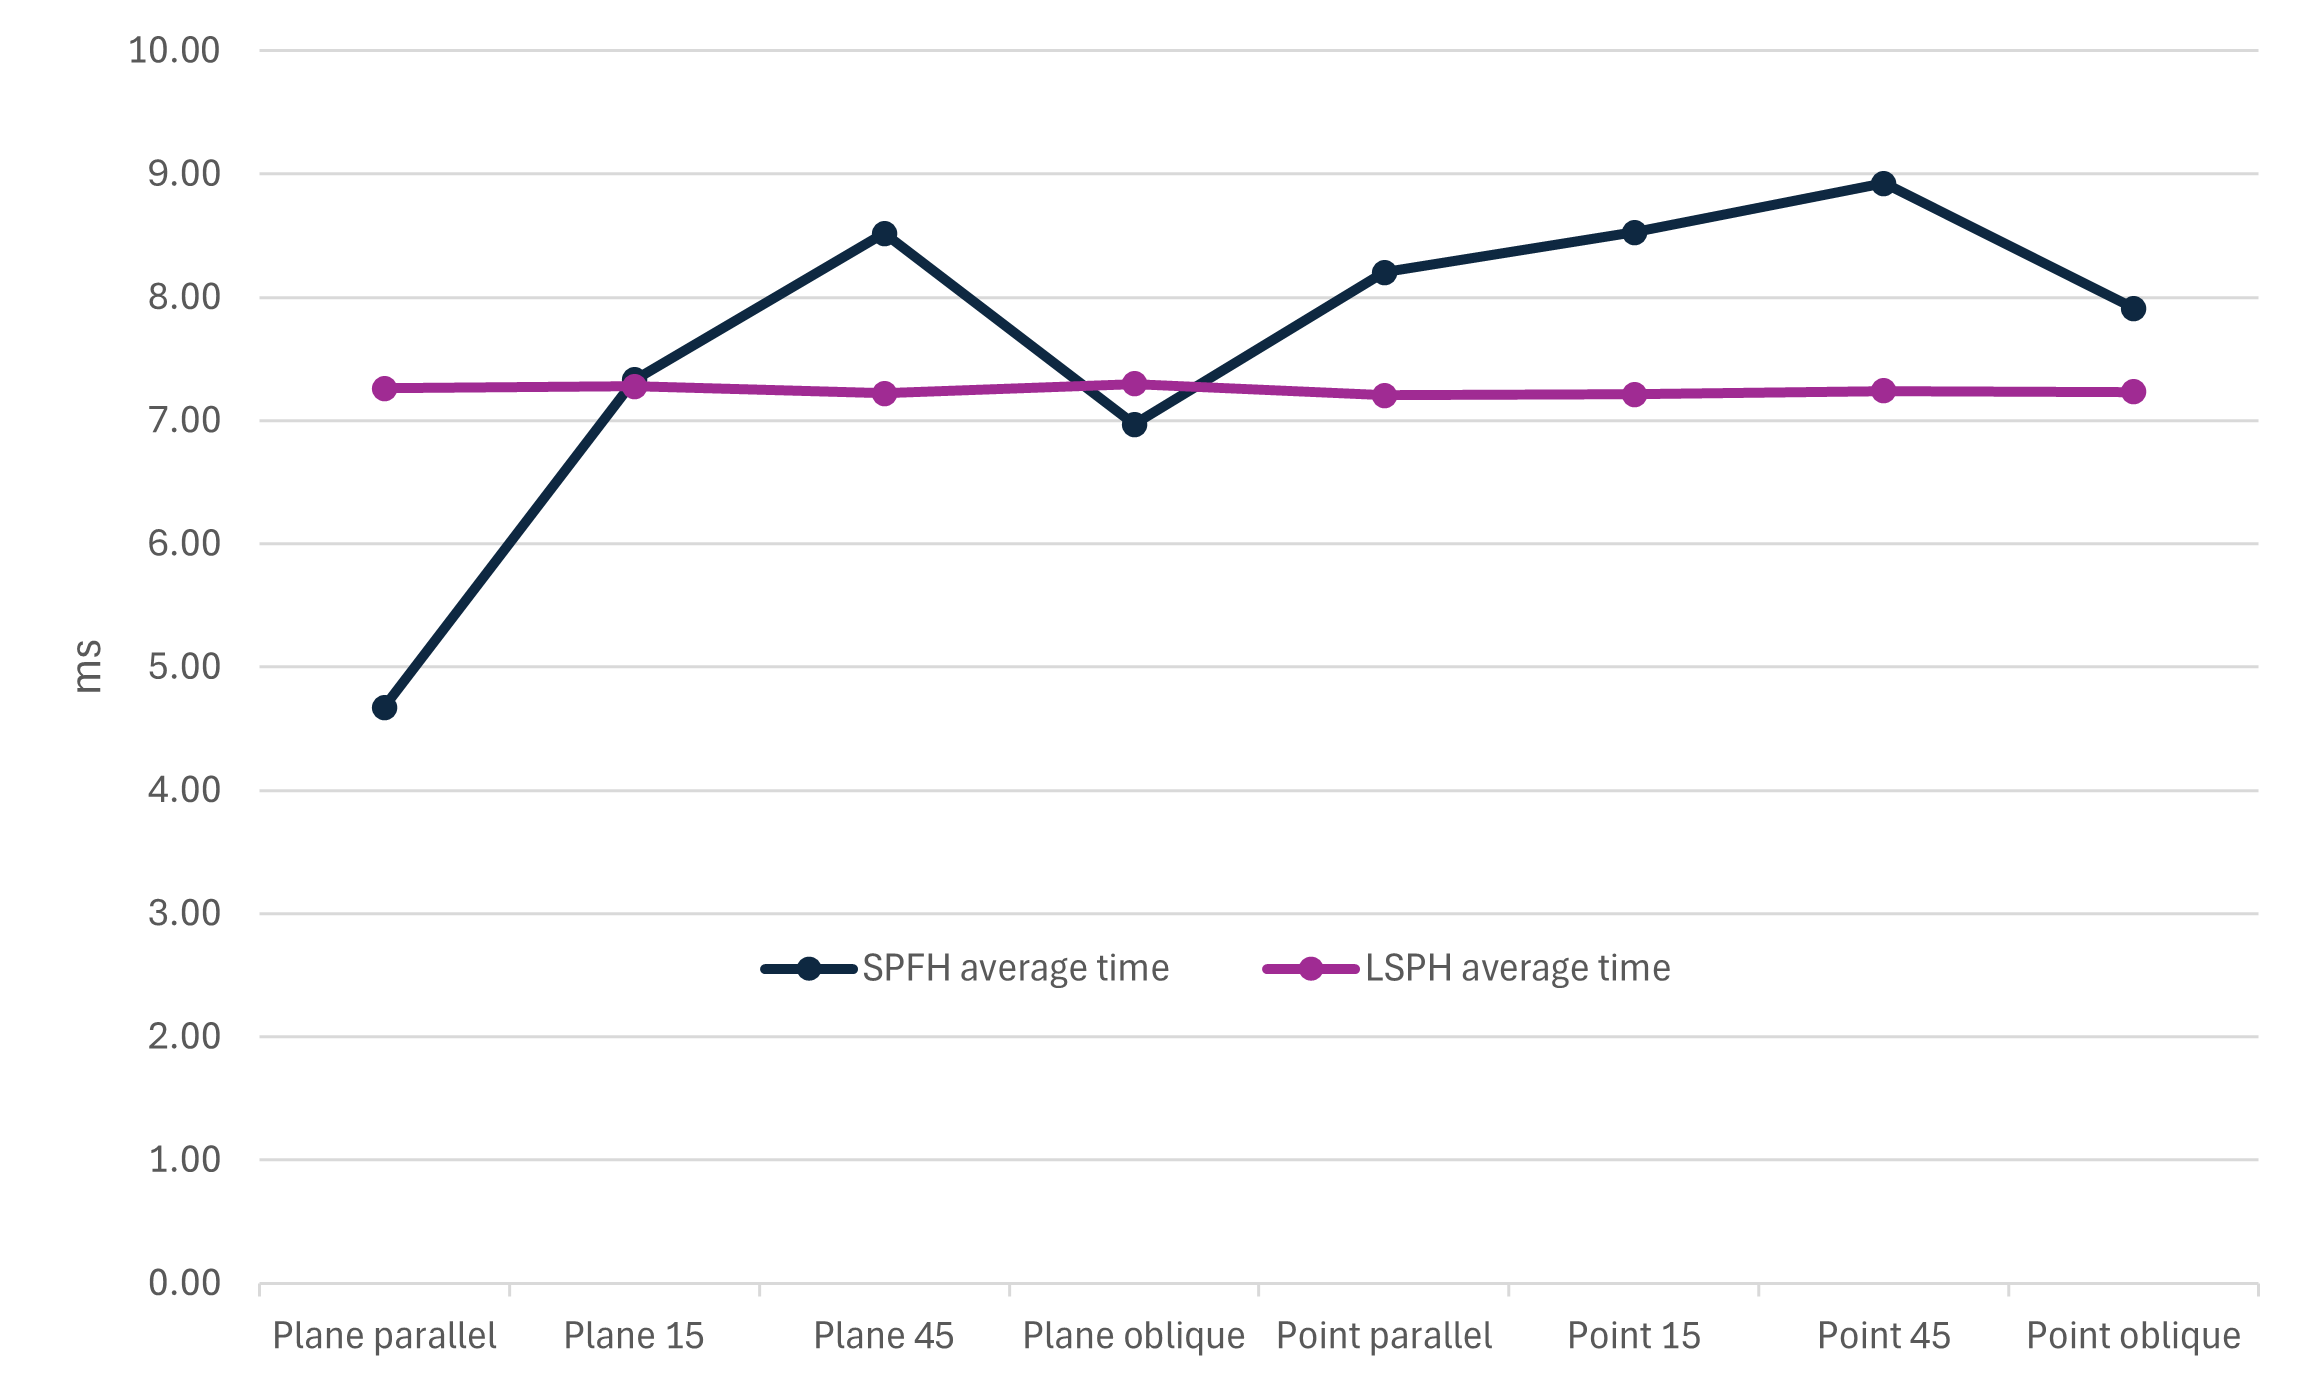 10.00
9.00
8.00
7.00
6.00
5.00
4.00
3.00
2.00
1.00
0.00
ms
SPFH average time
LSPH average time
Plane parallel
Plane 15
Plane 45
Plane oblique
Point parallel
Point 15
Point 45
Point oblique